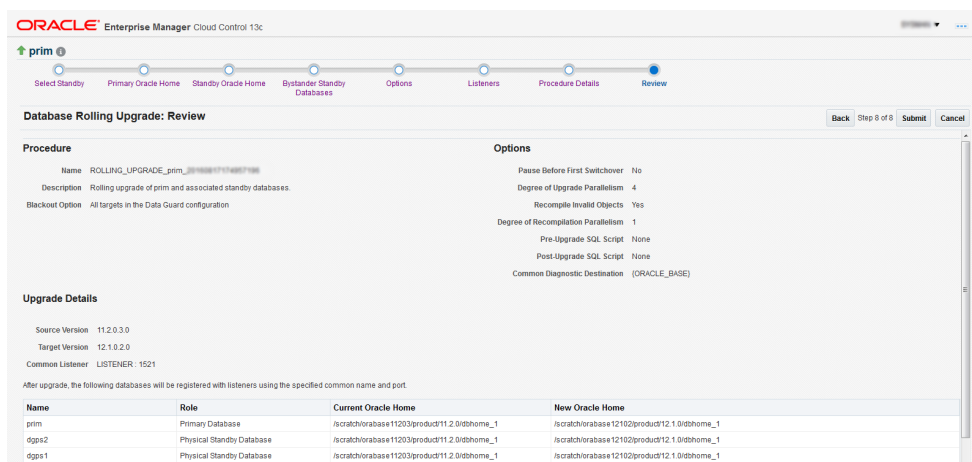 ORACLE Enterprise Manager Cloud Control 13c
prim
Select Standby
Primary Oracle Home
Standby Oracle Home
Bystander Standby
Databases
Options
Listeners
Procedure Details
Review
Database Rolling Upgrade: Review
Back Step 8 of 8 Submit Cancel
Procedure
Name ROLLING_UPGRADE_prim_
Description Rolling upgrade of prim and associated standby databases.
Blackout Option All targets in the Data Guard configuration
Options
Pause Before First Switchover No
Degree of Upgrade Parallelism 4
Recompile Invalid Objects Yes
Degree of Recompilation Parallelism 1
Pre-Upgrade SQL Script None
Post-Upgrade SQL Script None
Common Diagnostic Destination {ORACLE_BASE}
Upgrade Details
Source Version 11.2.0.3.0
Target Version 12.1.0.2.0
Common Listener LISTENER : 1521
After upgrade, the following databases will be registered with listeners using the specified common name and port.
Name Role Current Oracle Home New Oracle Home
prim Primary Database /scratch/orabase11203/product/11.2.0/dbhome_1 /scratch/orabase12102/product/12.1.0/dbhome_1
dgps2 Physical Standby Database /scratch/orabase11203/product/11.2.0/dbhome_1 /scratch/orabase12102/product/12.1.0/dbhome_1
dgps1 Physical Standby Database /scratch/orabase11203/product/11.2.0/dbhome_1 /scratch/orabase12102/product/12.1.0/dbhome_1